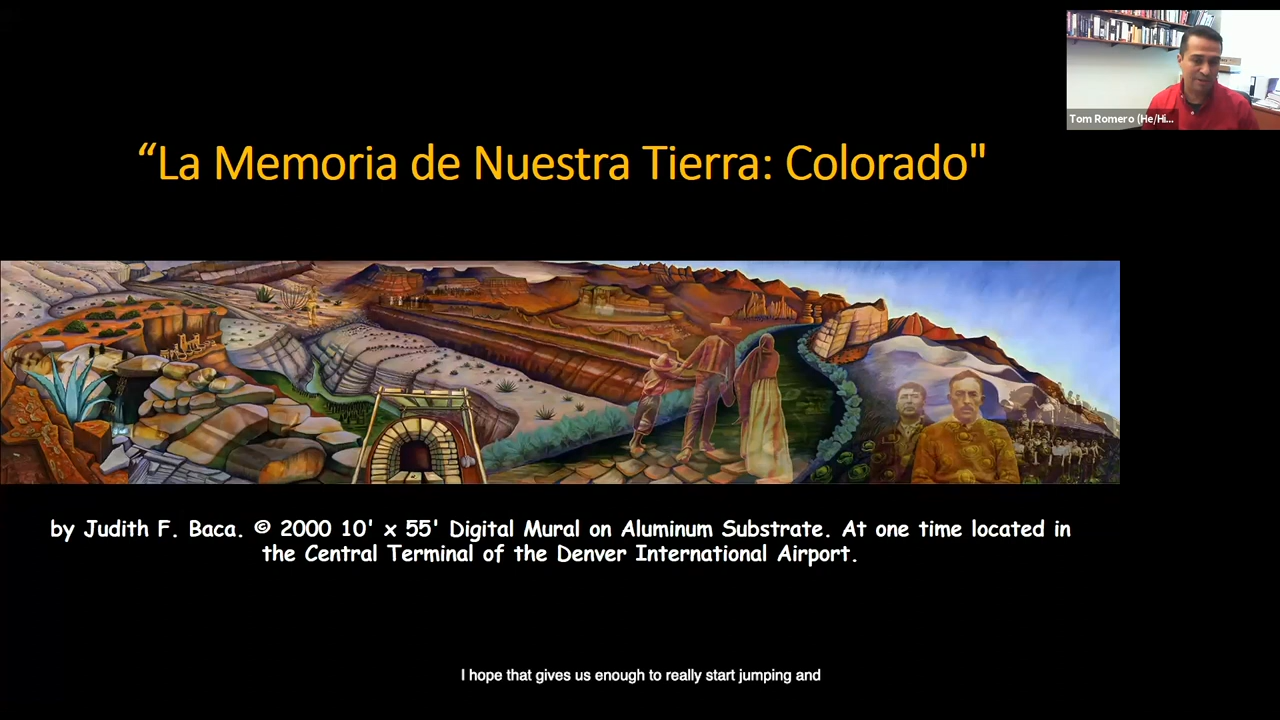 Tom Romero (He/Hi...
“La Memoria de Nuestra Tierra: Colorado"
by Judith F. Baca. © 2000 10' x 55' Digital Mural on Aluminum Substrate. At one time located in
the Central Terminal of the Denver International Airport.
I hope that gives us enough to really start jumping and